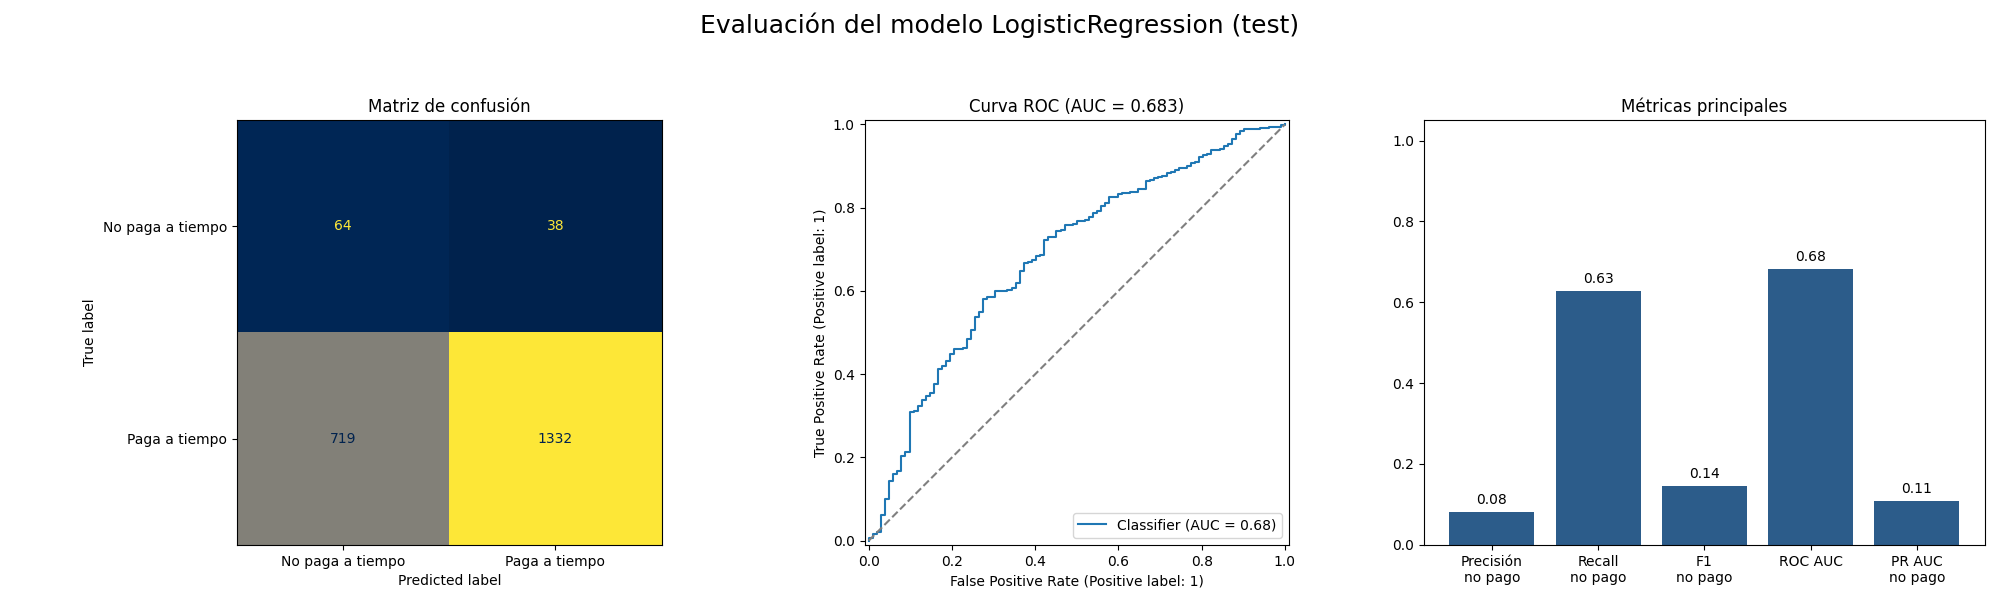 Evaluación del modelo LogisticRegression (test)
Matriz de confusión
No paga a tiempo
Paga a tiempo
True label
64
38
719
1332
No paga a tiempo
Paga a tiempo
Predicted label
Curva ROC (AUC = 0.683)
True Positive Rate (Positive label: 1)
1.0
0.8
0.6
0.4
0.2
0.0
0.0
0.2
0.4
0.6
0.8
1.0
False Positive Rate (Positive label: 1)
Classifier (AUC = 0.68)
Métricas principales
1.0
0.8
0.6
0.4
0.2
0.0
0.08
0.63
0.14
0.68
0.11
Precisión
no pago
Recall
no pago
F1
no pago
ROC AUC
PR AUC
no pago